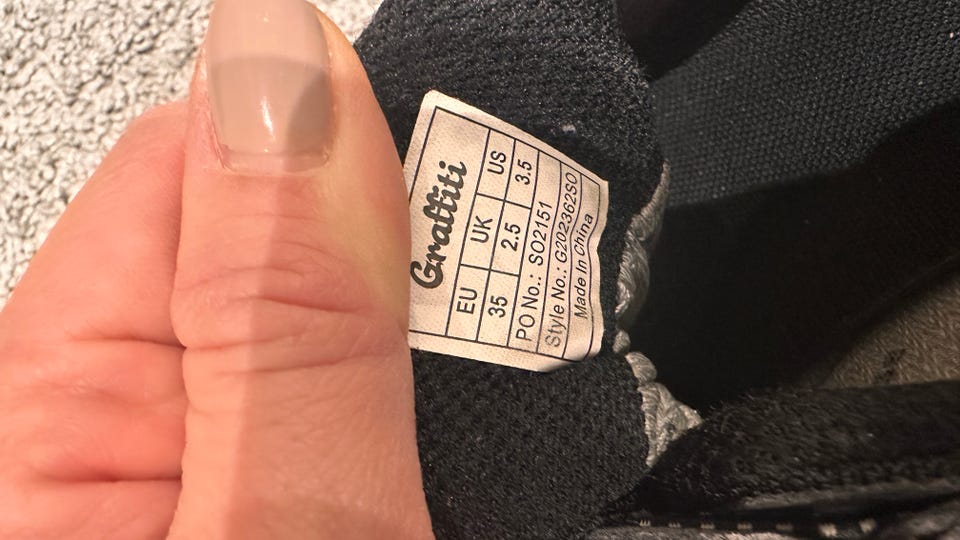 Graffiti
EU UK US
35 2.5 3.5
PO No.: SO2151
Style No.: G202362SO
Made In China